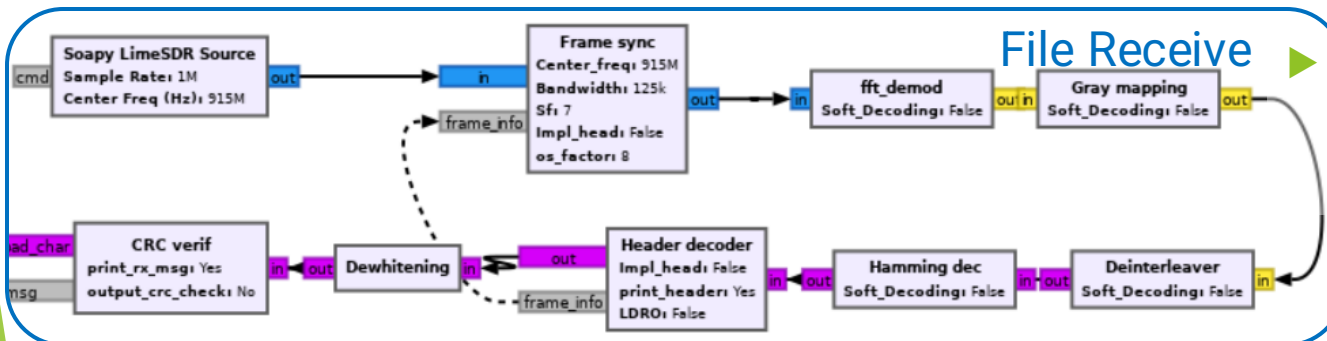 File Receive
cmd
Soapy LimeSDR Source
Sample Rate: 1M
Center Freq (Hz): 915M
out
in
frame_info
Frame sync
Center_freq: 915M
Bandwidth: 125k
Sf: 7
Impl_head: False
os_factor: 8
out
in
fft_demod
Soft_Decoding: False
out
in
Gray mapping
Soft_Decoding: False
out
in
Deinterleaver
Soft_Decoding: False
out
in
Hamming dec
Soft_Decoding: False
out
in
Header decoder
Impl_head: False
print_header: Yes
LDRO: False
out
frame_info
in
Dewhitening
out
in
CRC verif
print_rx_msg: Yes
output_crc_check: No
ad_char
msg